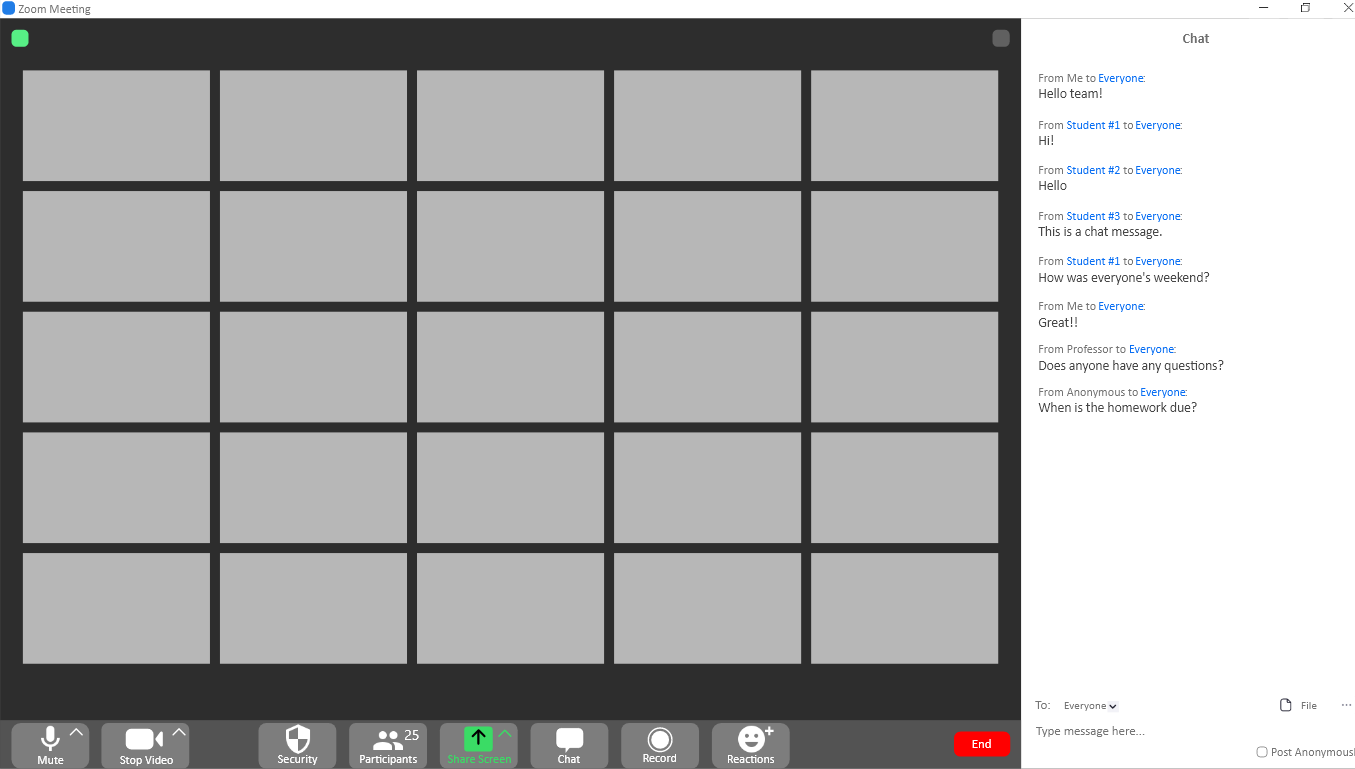 Zoom Meeting
Chat
From Me to Everyone:
Hello team!
From Student #1 to Everyone:
Hi!
From Student #2 to Everyone:
Hello
From Student #3 to Everyone:
This is a chat message.
From Student #1 to Everyone:
How was everyone's weekend?
From Me to Everyone:
Great!!
From Professor to Everyone:
Does anyone have any questions?
From Anonymous to Everyone:
When is the homework due?
To: Everyone File ...
Type message here...
Post Anonymousl
Mute
Stop Video
Security
25
Participants
Share Screen
Chat
Record
Reactions
End